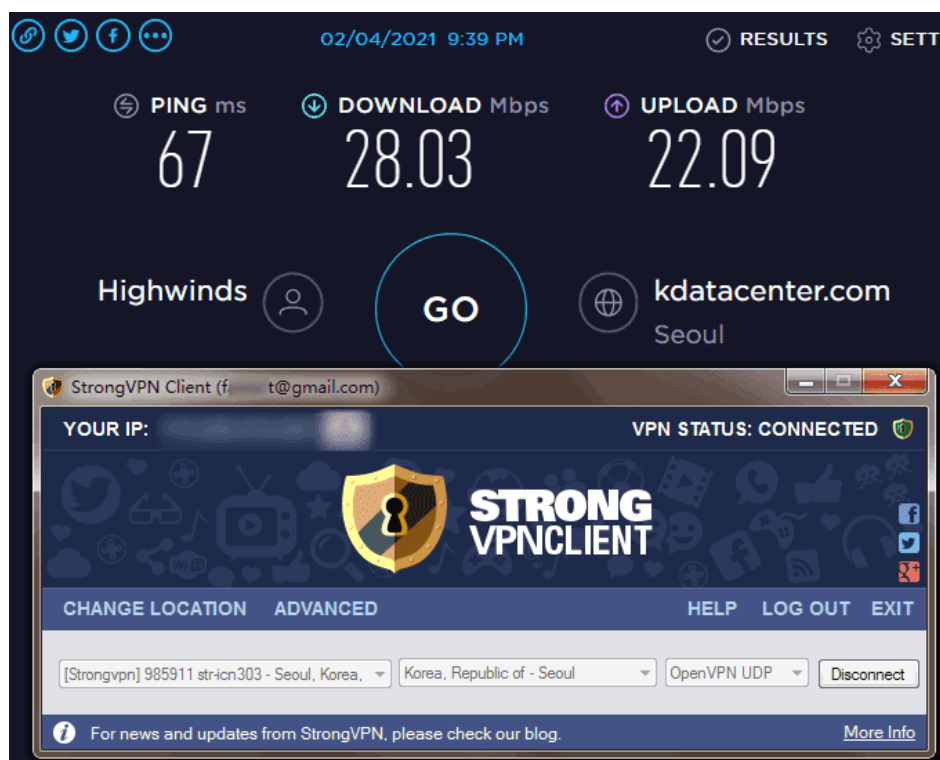 02/04/2021 9:39 PM
RESULTS
SETT
PING ms
DOWNLOAD Mbps
UPLOAD Mbps
67
28.03
22.09
Highwinds
GO
kdatacenter.com
Seoul
StrongVPN Client (f t@gmail.com)
YOUR IP:
VPN STATUS: CONNECTED
STRONG
VPNCLIENT
CHANGE LOCATION
ADVANCED
HELP
LOG OUT
EXIT
[Strongvpn] 985911 str-icn303 - Seoul, Korea,
Korea, Republic of - Seoul
OpenVPN UDP
Disconnect
For news and updates from StrongVPN, please check our blog.
More Info